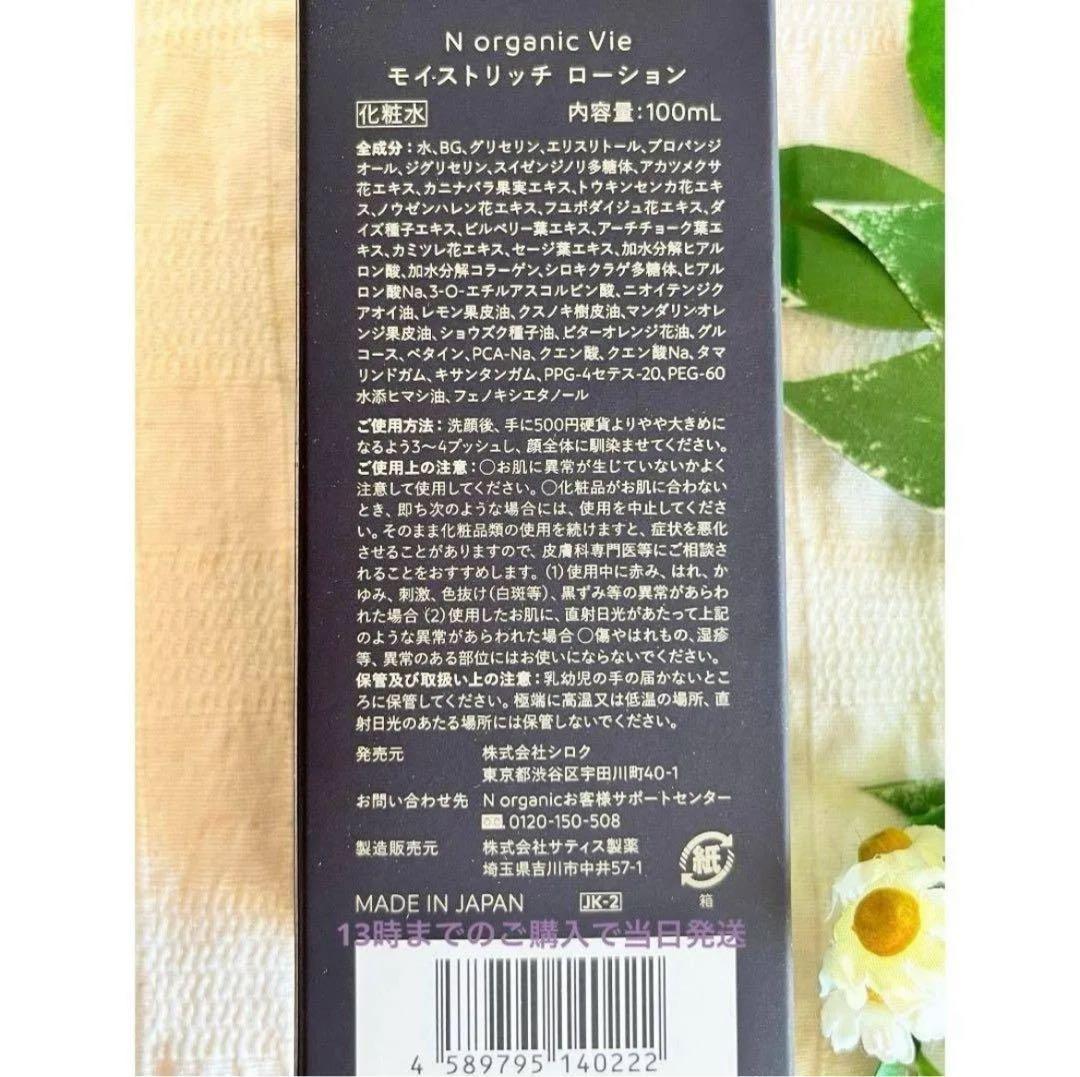 N organic Vie
モイストリッチ ローション
化粧水 内容量:100mL
全成分:水、BG、グリセリン、エリスリトール、プロパンジ
オール、ジグリセリン、スイゼンジノリ多糖体、アカツメクサ
花エキス、カニナバラ果実エキス、トウキンセンカ花エキ
ス、ノウゼンハレン花エキス、フユボダイジュ花エキス、ダ
イズ種子エキス、ビルベリー葉エキス、アーチチョーク葉エ
キス、カミツレ花エキス、セージ葉エキス、加水分解ヒアル
ロン酸、加水分解コラーゲン、シロキクラゲ多糖体、ヒアル
ロン酸Na、3-O-エチルアスコルビン酸、ニオイテンジク
アオイ油、レモン果皮油、クスノキ樹皮油、マンダリンオレ
ンジ果皮油、ショウズク種子油、ビターオレンジ花油、グル
コース、ベタイン、PCA-Na、クエン酸、クエン酸Na、タマ
リンドガム、キサンタンガム、PPG-4セテス-20、PEG-60
水添ヒマシ油、フェノキシエタノール
ご使用方法:洗顔後、手に500円硬貨よりやや大きめに
なるよう3〜4プッシュし、顔全体に馴染ませてください。
ご使用上の注意:○お肌に異常が生じていないかよく
注意して使用してください。○化粧品がお肌に合わない
とき、即ち次のような場合には、使用を中止してくださ
い。そのまま化粧品類の使用を続けますと、症状を悪化
させることがありますので、皮膚科専門医等にご相談さ
れることをおすすめします。(1)使用中に赤み、はれ、か
ゆみ、刺激、色抜け(白斑等)、黒ずみ等の異常があらわ
れた場合 (2)使用したお肌に、直射日光があたって上記
のような異常があらわれた場合○傷やはれもの、湿疹
等、異常のある部位にはお使いにならないでください。
保管及び取扱い上の注意:乳幼児の手の届かないとこ
ろに保管してください。極端に高温又は低温の場所、直
射日光のあたる場所には保管しないでください。
発売元 株式会社シロク
東京都渋谷区宇田川町40-1
お問い合わせ先 N organicお客様サポートセンター
0120-150-508
製造販売元 株式会社サティス製薬
埼玉県吉川市中井57-1
紙
箱
MADE IN JAPAN JK-2
13時までのご購入で当日発送
4 589795 140222